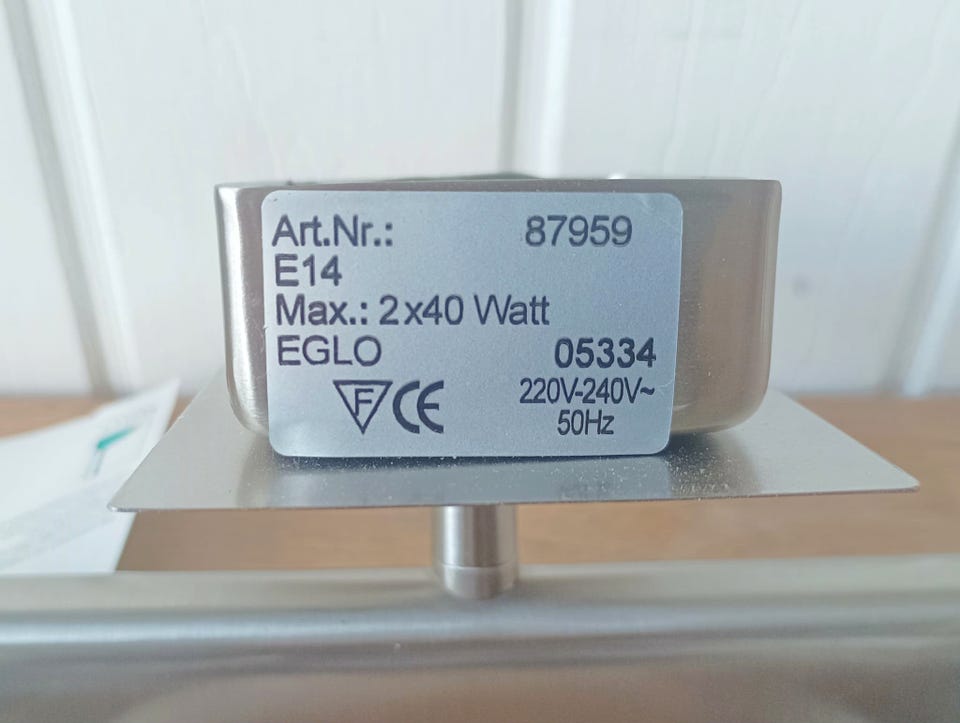 Art.Nr.: 87959
E14
Max.: 2x40 Watt
EGLO 05334
F CE 220V-240V~
50Hz